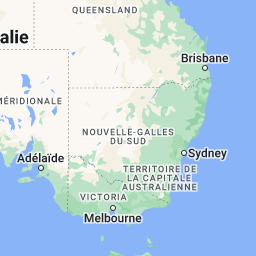 QUEENSLAND
alie
Brisbane
MÉRIDIONALE
NOUVELLE-GALLES
DU SUD
Adélaïde
Sydney
TERRITOIRE DE
LA CAPITALE
AUSTRALIENNE
VICTORIA
Melbourne